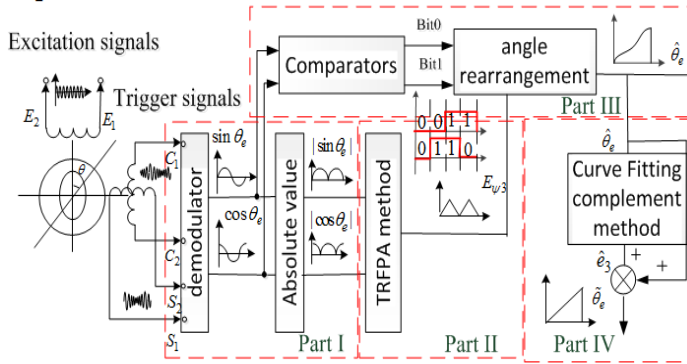 Excitation signals
E₂
E₁
θ
Trigger signals
C₁
C₂
S₂
S₁
demodulator
sin θₑ
cos θₑ
Absolute value
|sin θₑ|
|cos θₑ|
Part I
TRFPA method
Part II
Comparators
Bit0
Bit1
0 0 1 1
0 1 1 0
E_ψ3
angle
rearrangement
Part III
θ̂ₑ
θ̂ₑ
Curve Fitting
complement
method
ê₃
+
+
θ̃ₑ
Part IV